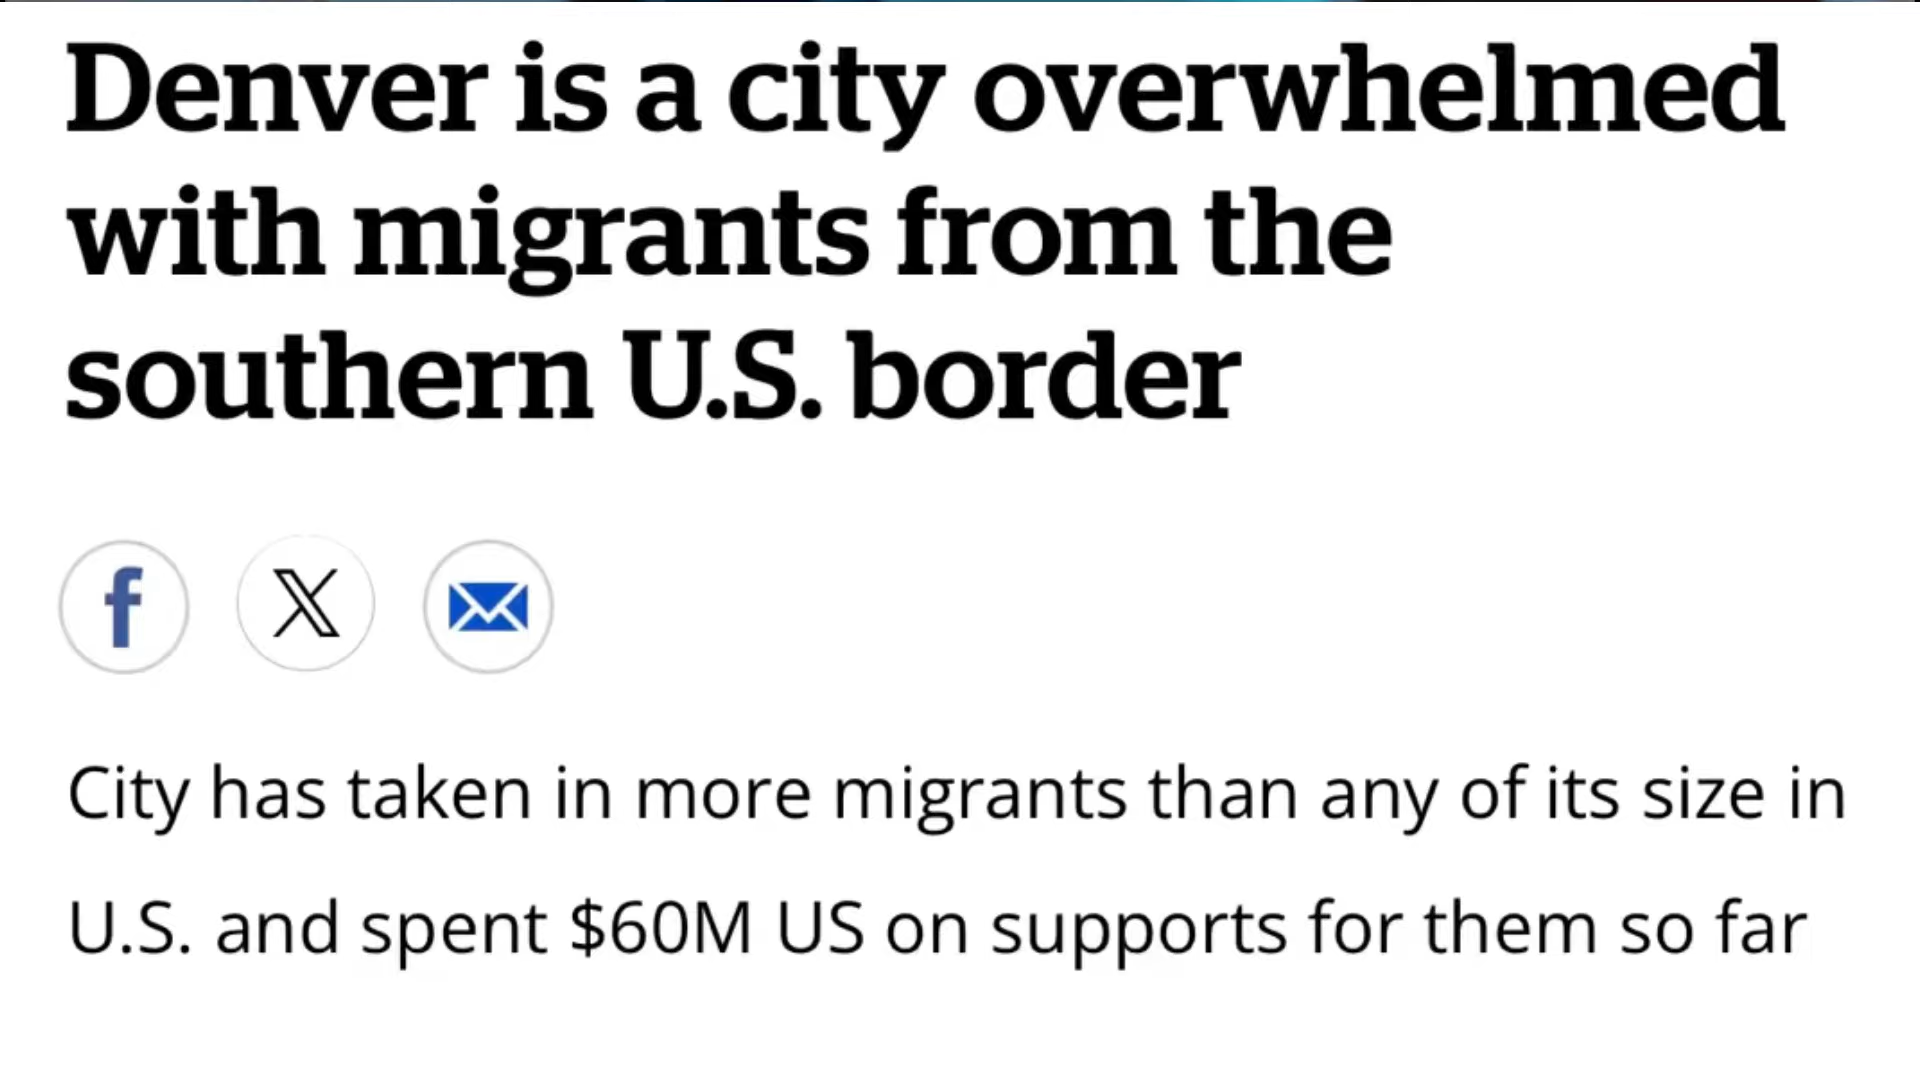 Denver is a city overwhelmed
with migrants from the
southern U.S. border
City has taken in more migrants than any of its size in
U.S. and spent $60M US on supports for them so far